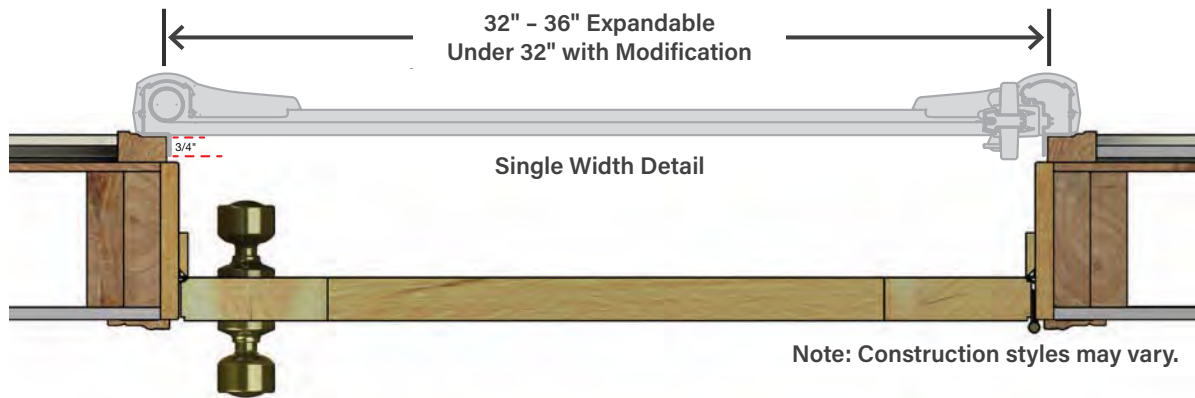 32" – 36" Expandable
Under 32" with Modification
3/4"
Single Width Detail
Note: Construction styles may vary.